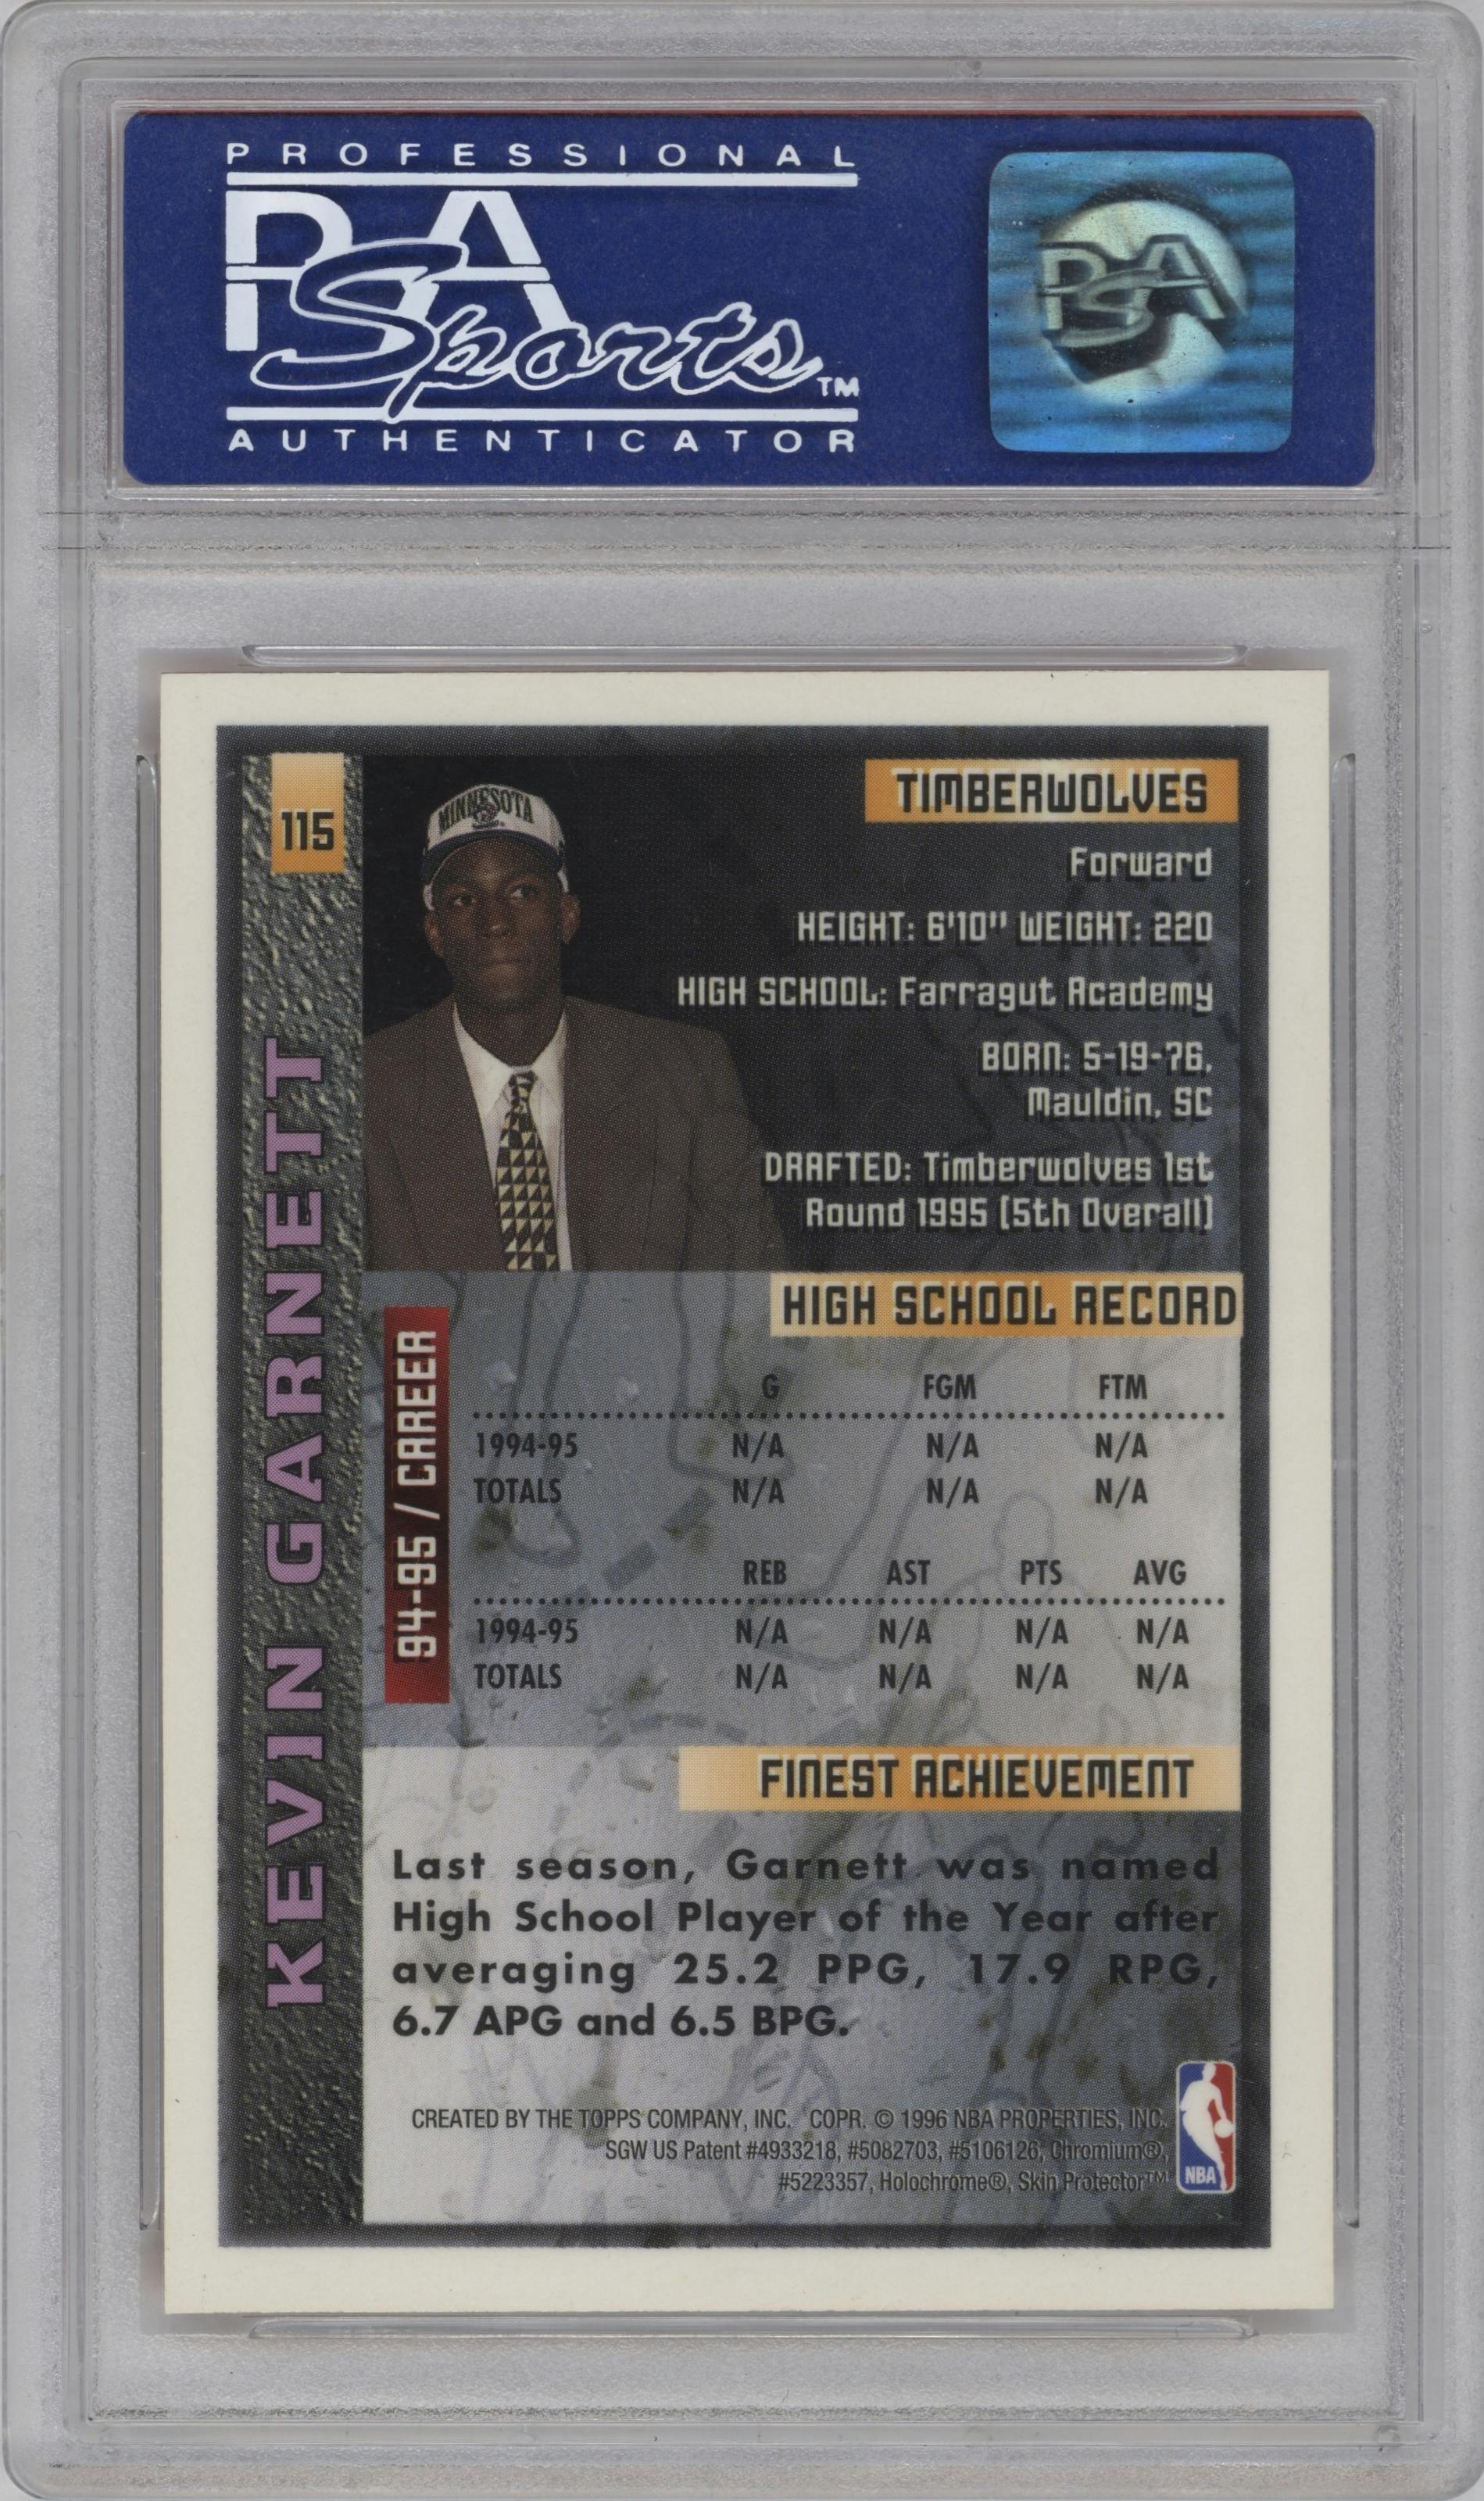 PROFESSIONAL
PSA
Sports™
AUTHENTICATOR
PSA
115
MINNESOTA
TIMBERWOLVES
Forward
HEIGHT: 6'10" WEIGHT: 220
HIGH SCHOOL: Farragut Academy
BORN: 5-19-76,
Mauldin, SC
DRAFTED: Timberwolves 1st
Round 1995 (5th Overall)
KEVIN GARNETT
HIGH SCHOOL RECORD
94-95 / CAREER
G FGM FTM
1994-95 N/A N/A N/A
TOTALS N/A N/A N/A
REB AST PTS AVG
1994-95 N/A N/A N/A N/A
TOTALS N/A N/A N/A N/A
FINEST ACHIEVEMENT
Last season, Garnett was named
High School Player of the Year after
averaging 25.2 PPG, 17.9 RPG,
6.7 APG and 6.5 BPG.
CREATED BY THE TOPPS COMPANY, INC. COPR. © 1996 NBA PROPERTIES, INC.
SGW US Patent #4933218, #5082703, #5106126, Chromium®,
#5223357, Holochrome®, Skin Protector™
NBA